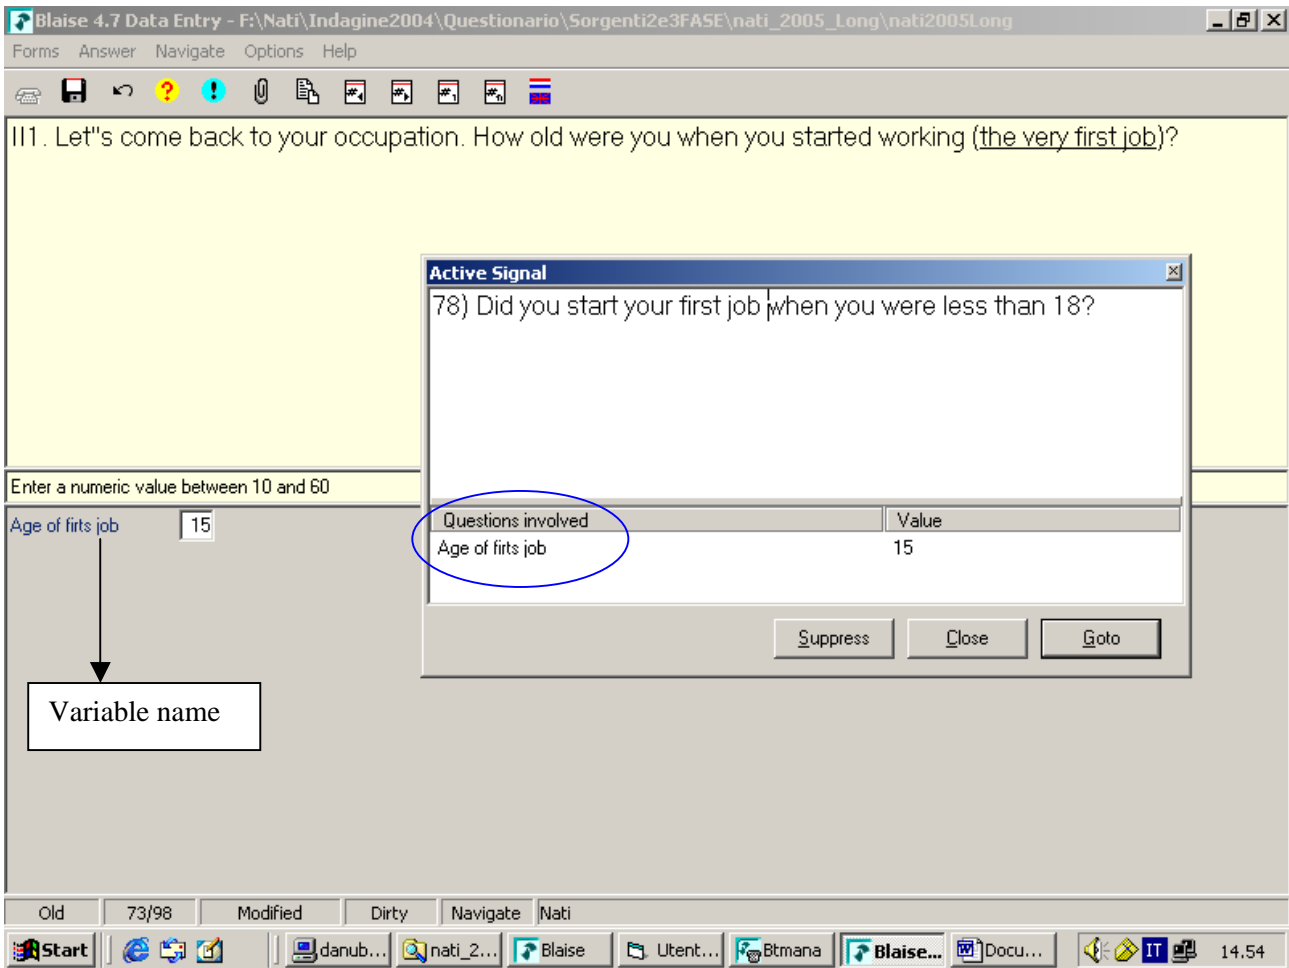 Blaise 4.7 Data Entry - F:\Nati\Indagine2004\Questionario\Sorgenti2e3FASE\nati_2005_Long\nati2005Long
Forms Answer Navigate Options Help
II1. Let"s come back to your occupation. How old were you when you started working (the very first job)?
Active Signal
78) Did you start your first job when you were less than 18?
Enter a numeric value between 10 and 60
Age of firts job 15
Questions involved Value
Age of firts job 15
Suppress Close Goto
Variable name
Old 73/98 Modified Dirty Navigate Nati
Start danub... nati_2... Blaise Utent... Btmana Blaise... Docu... IT 14.54